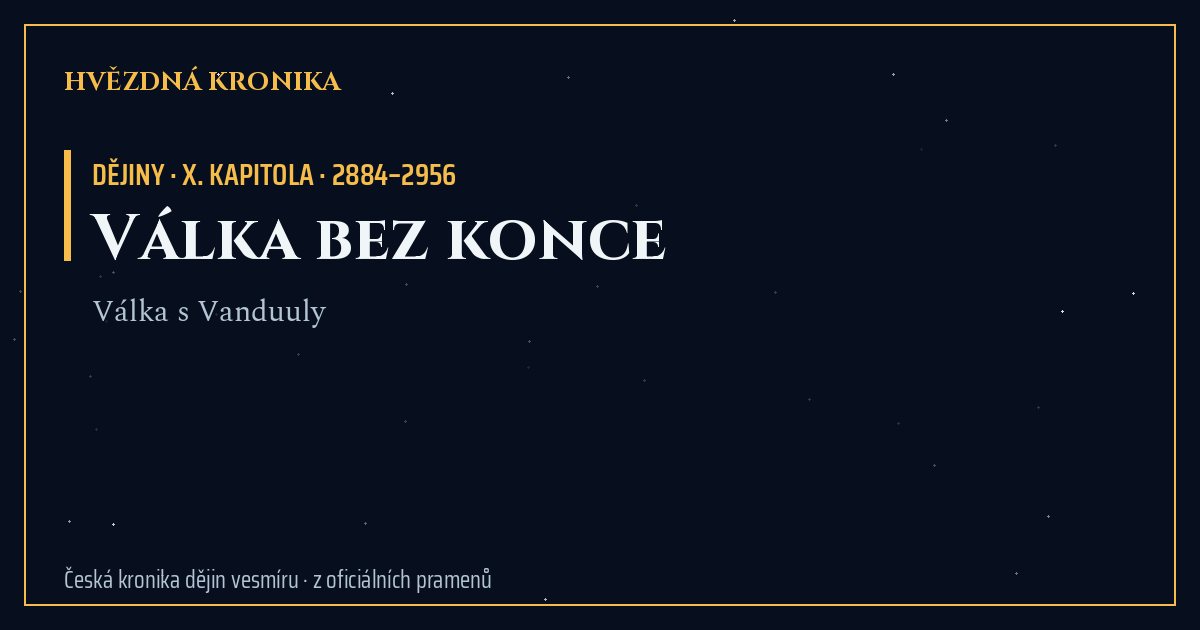 HVĚZDNÁ KRONIKA
DĚJINY · X. KAPITOLA · 2884–2956
VÁLKA BEZ KONCE
Válka s Vanduuly
Česká kronika dějin vesmíru · z oficiálních pramenů